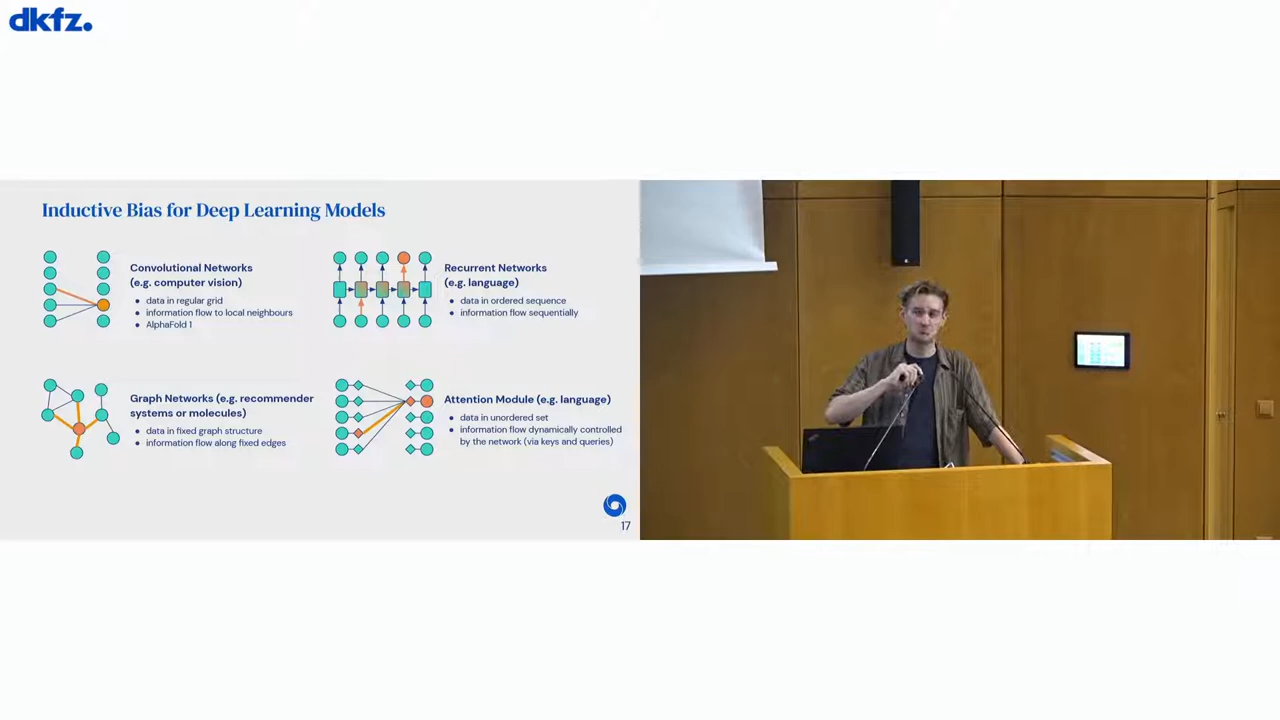 dkfz.
Inductive Bias for Deep Learning Models
Convolutional Networks
(e.g. computer vision)
● data in regular grid
● information flow to local neighbours
● AlphaFold 1
Recurrent Networks
(e.g. language)
● data in ordered sequence
● information flow sequentially
Graph Networks (e.g. recommender
systems or molecules)
● data in fixed graph structure
● information flow along fixed edges
Attention Module (e.g. language)
● data in unordered set
● information flow dynamically controlled
by the network (via keys and queries)
17